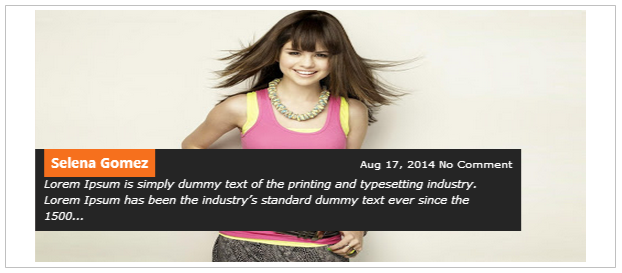 Selena Gomez
Aug 17, 2014 No Comment
Lorem Ipsum is simply dummy text of the printing and typesetting industry.
Lorem Ipsum has been the industry’s standard dummy text ever since the
1500...